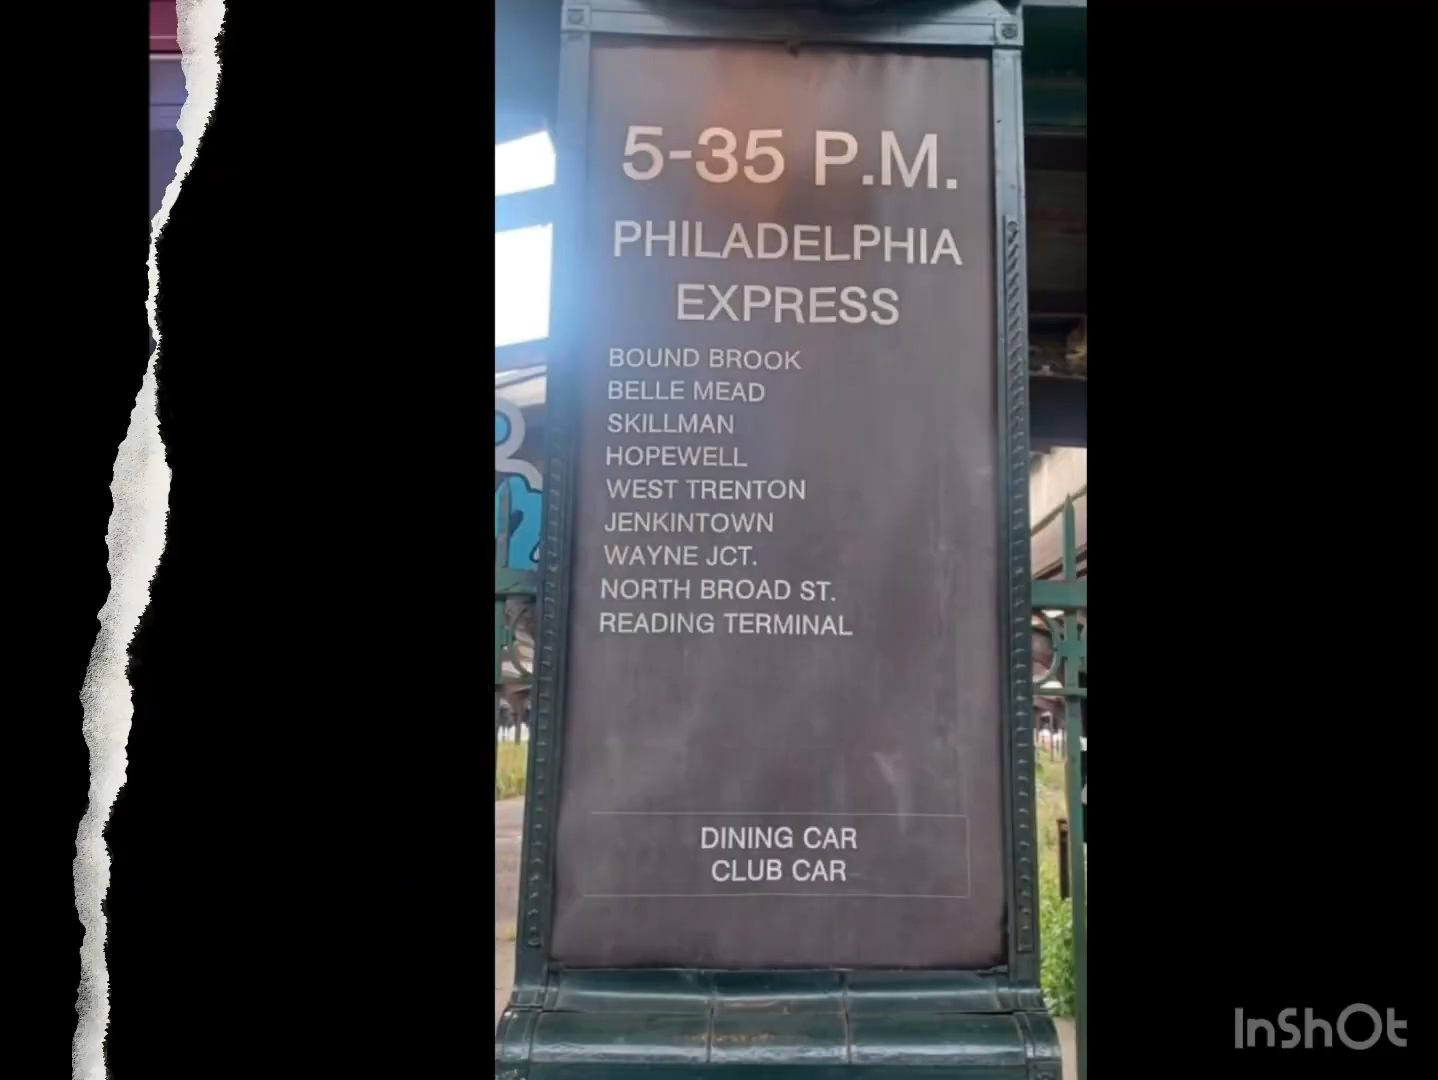 5-35 P.M.
PHILADELPHIA
EXPRESS
BOUND BROOK
BELLE MEAD
SKILLMAN
HOPEWELL
WEST TRENTON
JENKINTOWN
WAYNE JCT.
NORTH BROAD ST.
READING TERMINAL
DINING CAR
CLUB CAR
InShOt